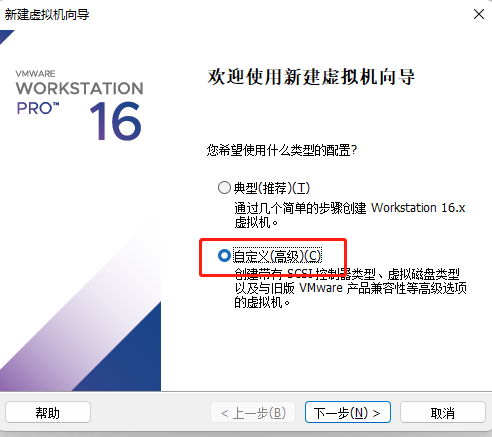 新建虚拟机向导
VMWARE
WORKSTATION
PRO™ 16
欢迎使用新建虚拟机向导
您希望使用什么类型的配置?
典型(推荐)(T)
通过几个简单的步骤创建 Workstation 16.x
虚拟机。
自定义(高级)(C)
创建带有 SCSI 控制器类型、虚拟磁盘类型
以及与旧版 VMware 产品兼容性等高级选项
的虚拟机。
帮助
< 上一步(B)
下一步(N) >
取消